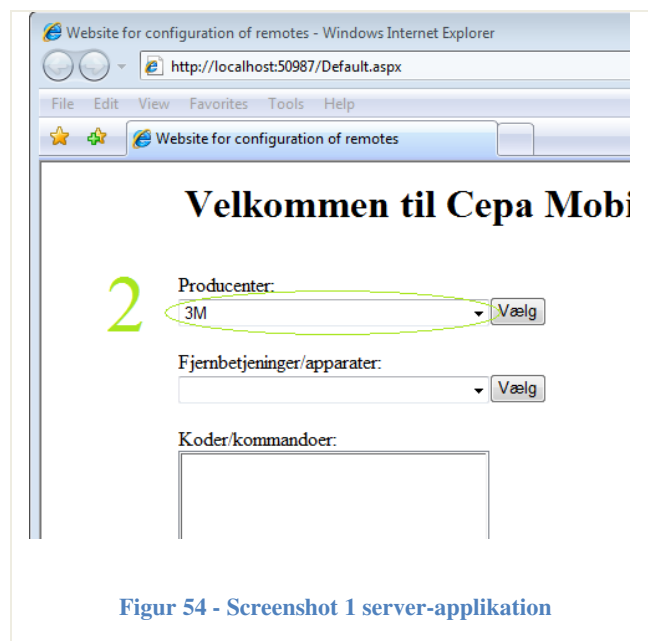 Website for configuration of remotes - Windows Internet Explorer
http://localhost:50987/Default.aspx
File Edit View Favorites Tools Help
Website for configuration of remotes
Velkommen til Cepa Mobi
2
Producenter:
3M Vælg
Fjernbetjeninger/apparater:
Vælg
Koder/kommandoer:
Figur 54 - Screenshot 1 server-applikation